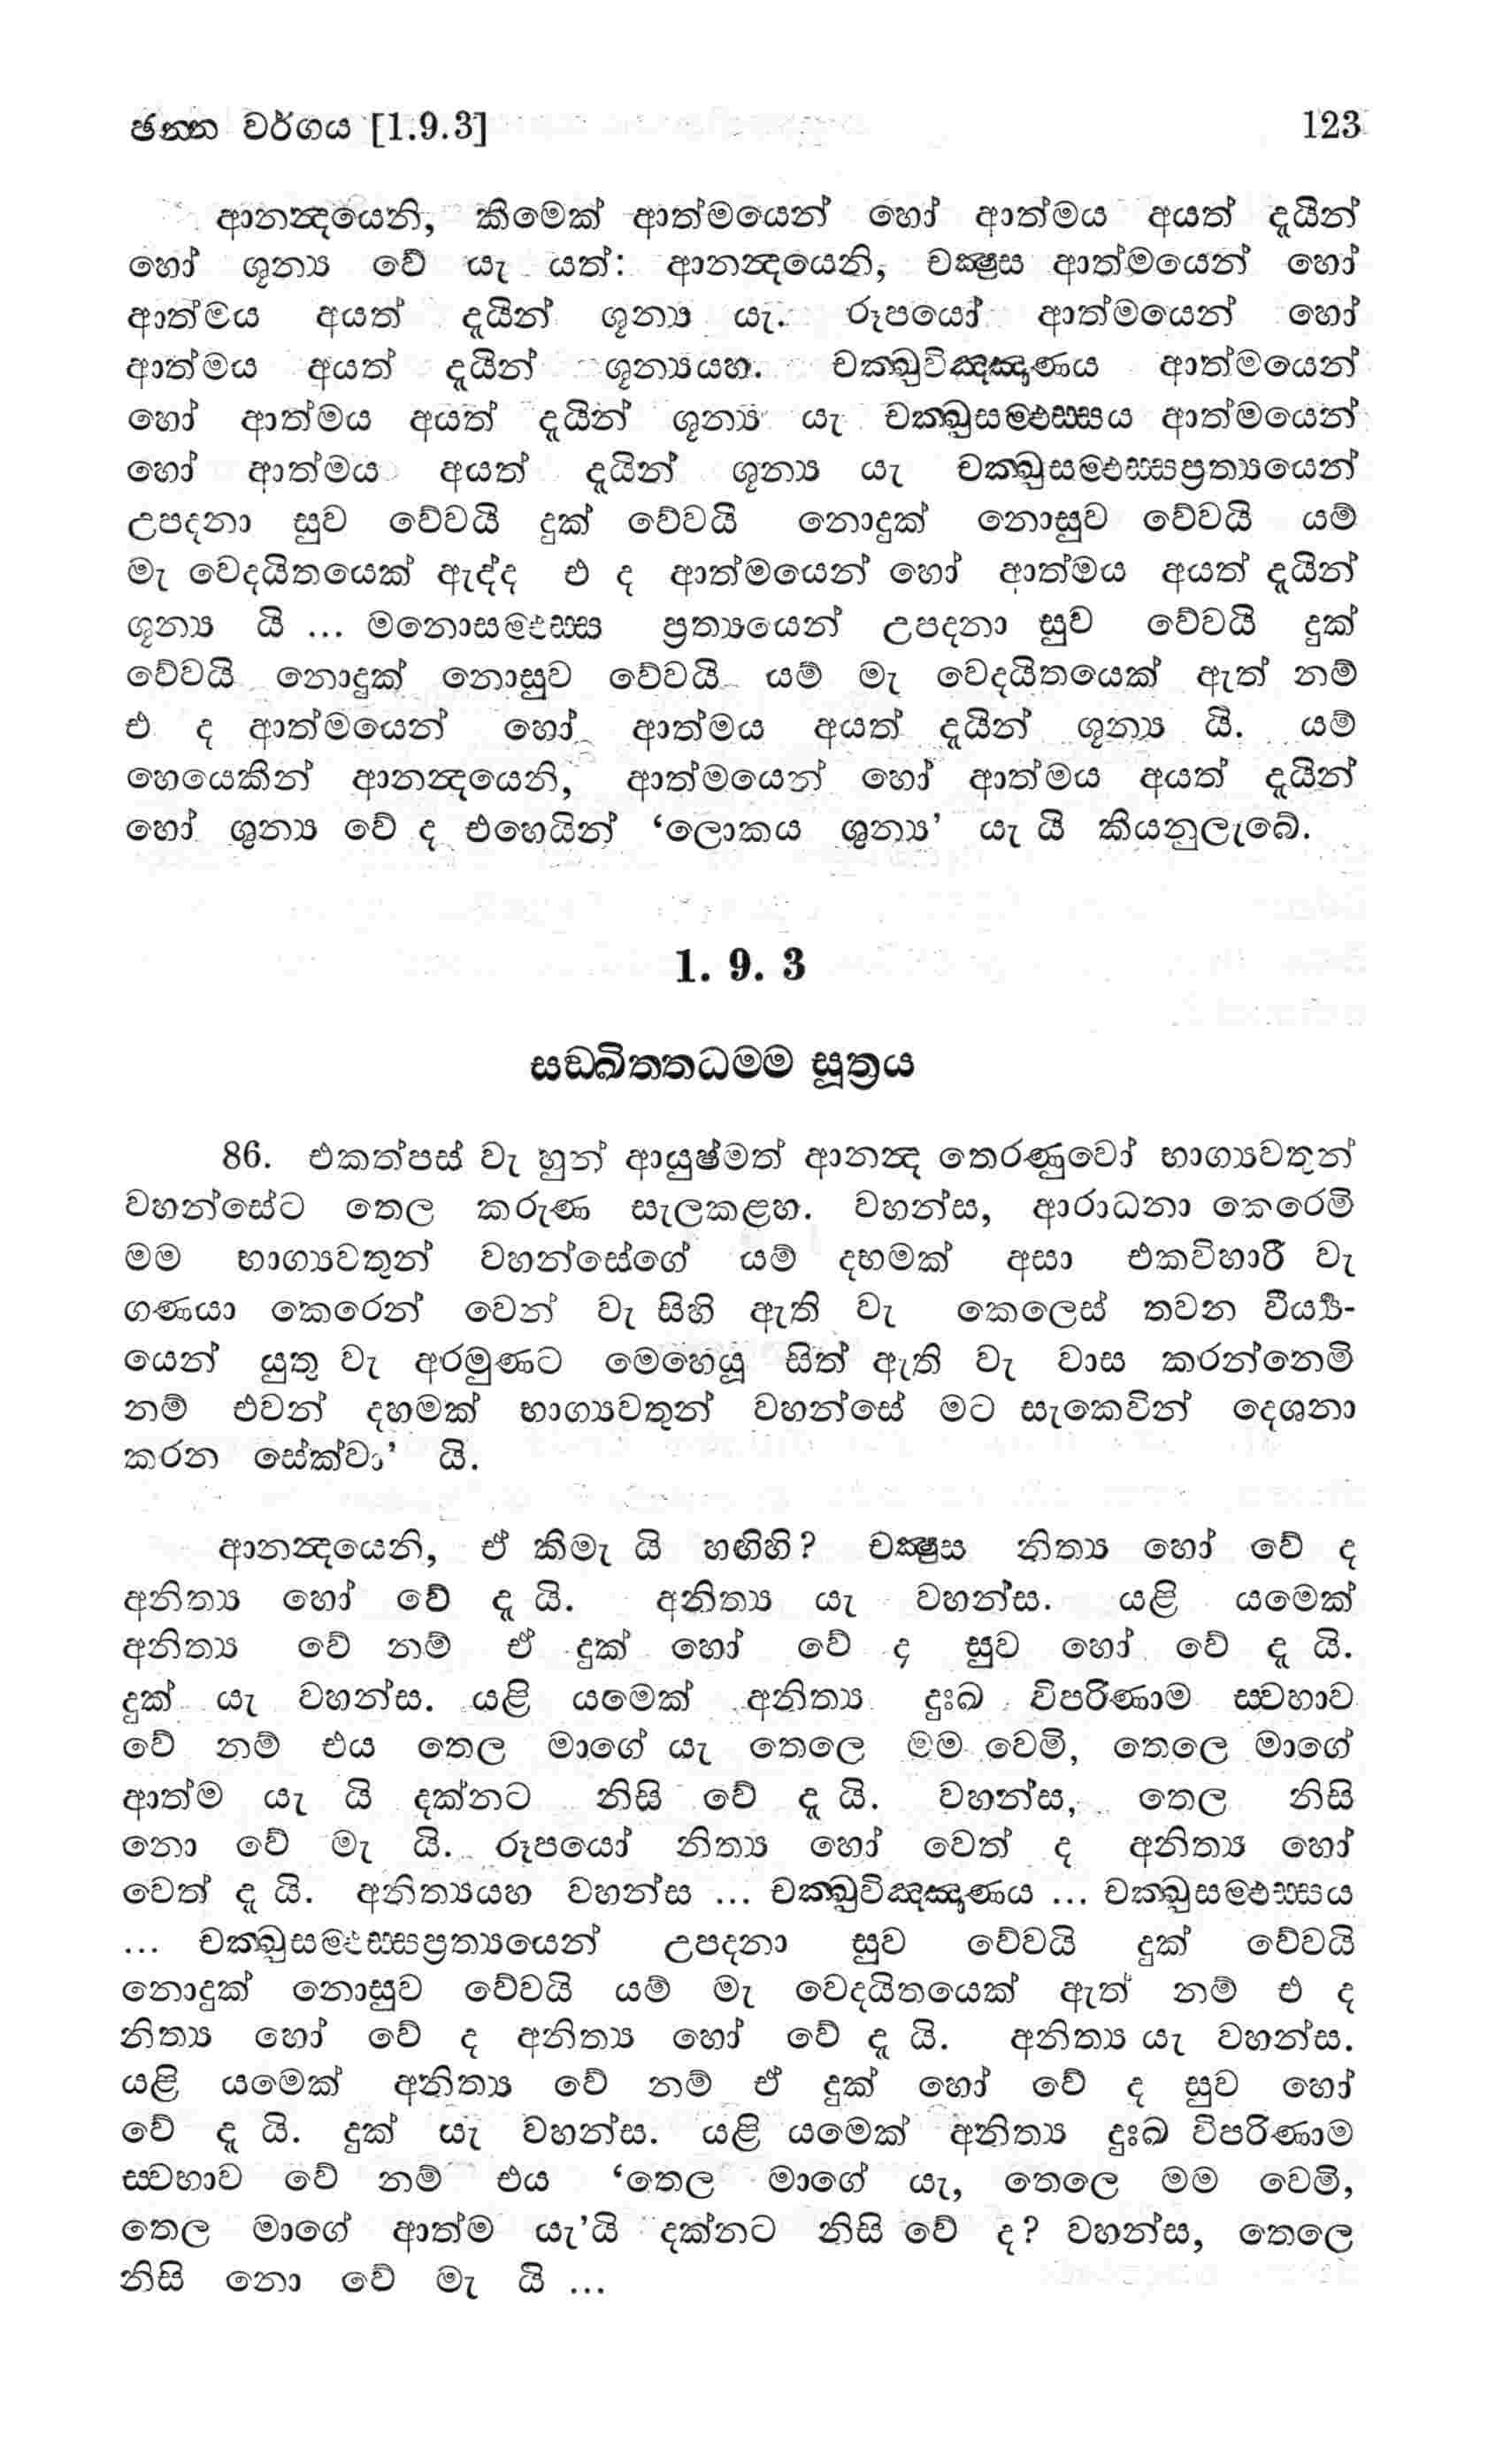 ඡන්න වර්ගය [1.9.3] 123
ආනන්‍දයෙනි, කිමෙක් ආත්මයෙන් හෝ ආත්මය අයත් දැයින්
හෝ ශූන්‍ය වේ යැ යත්: ආනන්‍දයෙනි, චක්‍ෂුස ආත්මයෙන් හෝ
ආත්මය අයත් දැයින් ශූන්‍ය යැ. රූපයෝ ආත්මයෙන් හෝ
ආත්මය අයත් දැයින් ශූන්‍යයහ. චක්‍ඛුවිඤ්ඤාණය ආත්මයෙන්
හෝ ආත්මය අයත් දැයින් ශූන්‍ය යැ චක්‍ඛුසම්ඵස්සය ආත්මයෙන්
හෝ ආත්මය අයත් දැයින් ශූන්‍ය යැ චක්‍ඛුසම්ඵස්සප්‍රත්‍යයෙන්
උපදනා සුව වේවයි දුක් වේවයි නොදුක් නොසුව වේවයි යම්
මැ වෙදයිතයෙක් ඇද්ද එ ද ආත්මයෙන් හෝ ආත්මය අයත් දැයින්
ශූන්‍ය යි ... මනොසම්ඵස්ස ප්‍රත්‍යයෙන් උපදනා සුව වේවයි දුක්
වේවයි නොදුක් නොසුව වේවයි යම් මැ වෙදයිතයෙක් ඇත් නම්
එ ද ආත්මයෙන් හෝ ආත්මය අයත් දැයින් ශූන්‍ය යි. යම්
හෙයෙකින් ආනන්‍දයෙනි, ආත්මයෙන් හෝ ආත්මය අයත් දැයින්
හෝ ශුන්‍ය වේ ද එහෙයින් ‘ලොකය ශුන්‍ය’ යැ යි කියනුලැබේ.
1. 9. 3
සඞ්ඛිත්තධම්ම සූත්‍රය
86. එකත්පස් වැ හුන් ආයුෂ්මත් ආනන්‍ද තෙරණුවෝ භාග්‍යවතුන්
වහන්සේට තෙල කරුණ සැලකළහ. වහන්ස, ආරාධනා කෙරෙමි
මම භාග්‍යවතුන් වහන්සේගේ යම් දහමක් අසා එකවිහාරී වැ
ගණයා කෙරෙන් වෙන් වැ සිහි ඇති වැ කෙලෙස් තවන වීර්‍ය්‍ය-
යෙන් යුතු වැ අරමුණට මෙහෙයූ සිත් ඇති වැ වාස කරන්නෙමි
නම් එවන් දහමක් භාග්‍යවතුන් වහන්සේ මට සැකෙවින් දෙශනා
කරන සේක්වා’ යි.
ආනන්‍දයෙනි, ඒ කිමැ යි හඟිහි? චක්‍ෂුස නිත්‍ය හෝ වේ ද
අනිත්‍ය හෝ වේ දැ යි. අනිත්‍ය යැ වහන්ස. යළි යමෙක්
අනිත්‍ය වේ නම් ඒ දුක් හෝ වේ ද සුව හෝ වේ දැ යි.
දුක් යැ වහන්ස. යළි යමෙක් අනිත්‍ය දුඃඛ විපරිණාම ස්වභාව
වේ නම් එය තෙල මාගේ යැ තෙලෙ මම වෙමි, තෙලෙ මාගේ
ආත්ම යැ යි දක්නට නිසි වේ දැ යි. වහන්ස, තෙල නිසි
නො වේ මැ යි. රූපයෝ නිත්‍ය හෝ වෙත් ද අනිත්‍ය හෝ
වෙත් දැ යි. අනිත්‍යයහ වහන්ස ... චක්‍ඛුවිඤ්ඤාණය ... චක්‍ඛුසම්ඵස්සය
... චක්‍ඛුසම්ඵස්සප්‍රත්‍යයෙන් උපදනා සුව වේවයි දුක් වේවයි
නොදුක් නොසුව වේවයි යම් මැ වෙදයිතයෙක් ඇත් නම් එ ද
නිත්‍ය හෝ වේ ද අනිත්‍ය හෝ වේ දැ යි. අනිත්‍ය යැ වහන්ස.
යළි යමෙක් අනිත්‍ය වේ නම් ඒ දුක් හෝ වේ ද සුව හෝ
වේ දැ යි. දුක් යැ වහන්ස. යළි යමෙක් අනිත්‍ය දුඃඛ විපරිණාම
ස්වභාව වේ නම් එය ‘තෙල මාගේ යැ, තෙලෙ මම වෙමි,
තෙල මාගේ ආත්ම යැ’යි දක්නට නිසි වේ ද? වහන්ස, තෙලෙ
නිසි නො වේ මැ යි ...